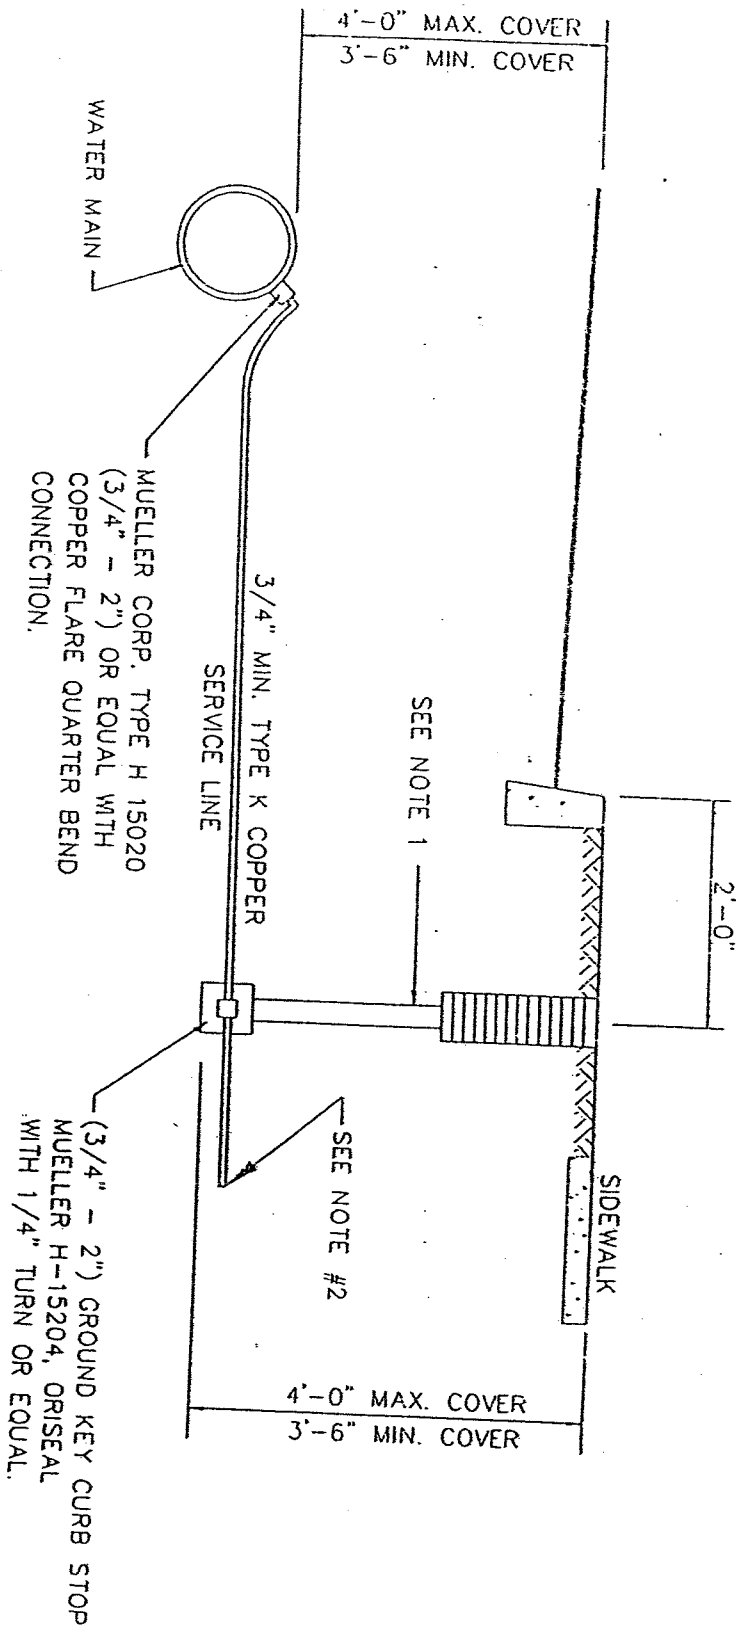 4'-0" MAX. COVER
3'-6" MIN. COVER
WATER MAIN
MUELLER CORP. TYPE H 15020
(3/4" - 2") OR EQUAL WITH
COPPER FLARE QUARTER BEND
CONNECTION.
3/4" MIN. TYPE K COPPER
SERVICE LINE
SEE NOTE 1
2'-0"
SIDEWALK
SEE NOTE #2
4'-0" MAX. COVER
3'-6" MIN. COVER
(3/4" - 2") GROUND KEY CURB STOP
MUELLER H-15204, ORISEAL
WITH 1/4" TURN OR EQUAL.